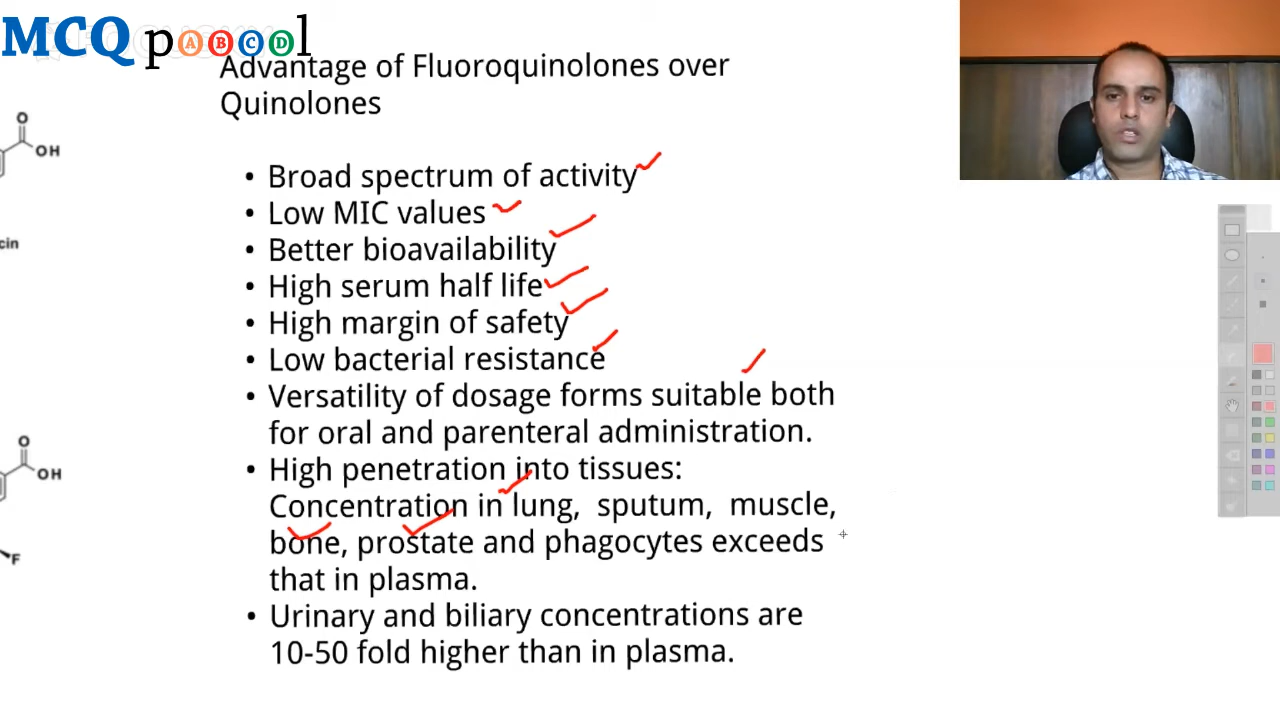 MCQ pABCDl
Advantage of Fluoroquinolones over
Quinolones
O
OH
cin
• Broad spectrum of activity
• Low MIC values
• Better bioavailability
• High serum half life
• High margin of safety
• Low bacterial resistance
• Versatility of dosage forms suitable both
for oral and parenteral administration.
• High penetration into tissues:
Concentration in lung, sputum, muscle,
bone, prostate and phagocytes exceeds
that in plasma.
• Urinary and biliary concentrations are
10-50 fold higher than in plasma.
O
OH
F